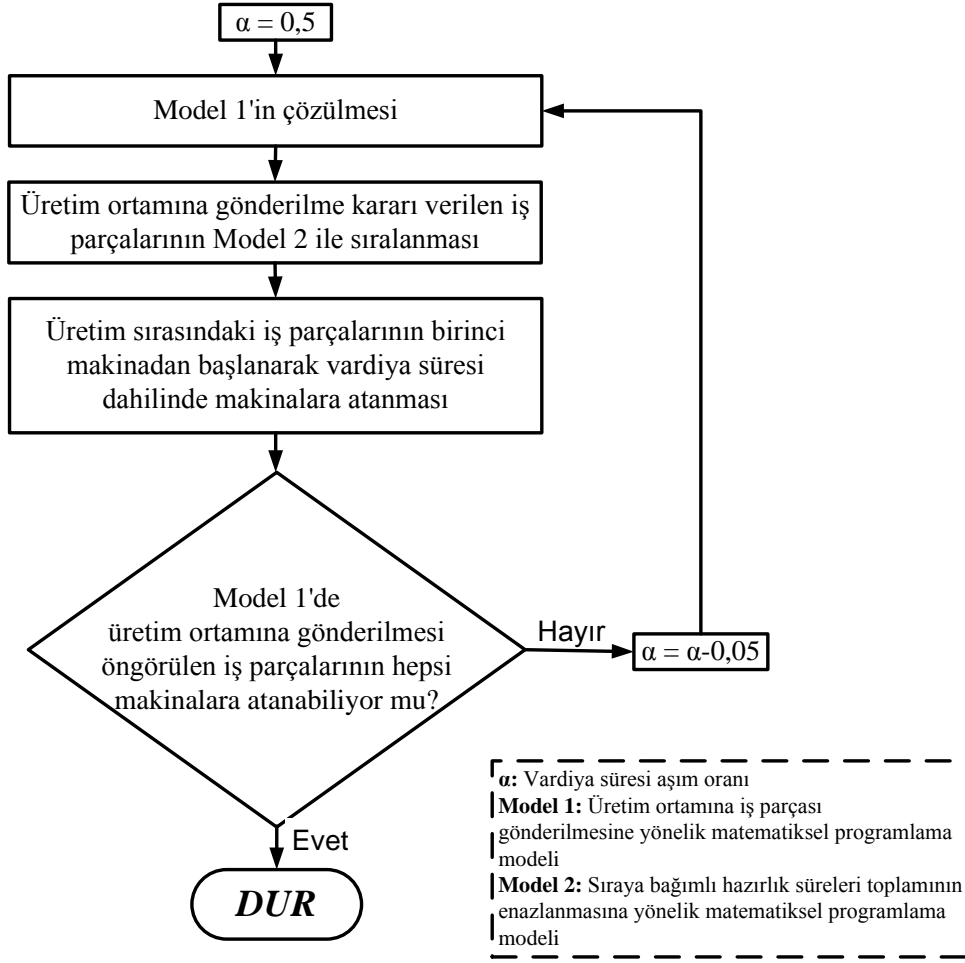 α = 0,5
Model 1'in çözülmesi
Üretim ortamına gönderilme kararı verilen iş
parçalarının Model 2 ile sıralanması
Üretim sırasındaki iş parçalarının birinci
makinadan başlanarak vardiya süresi
dahilinde makinalara atanması
Model 1'de
üretim ortamına gönderilmesi
öngörülen iş parçalarının hepsi
makinalara atanabiliyor mu?
Hayır
α = α-0,05
Evet
DUR
α: Vardiya süresi aşım oranı
Model 1: Üretim ortamına iş parçası
gönderilmesine yönelik matematiksel programlama
modeli
Model 2: Sıraya bağımlı hazırlık süreleri toplamının
enazlanmasına yönelik matematiksel programlama
modeli